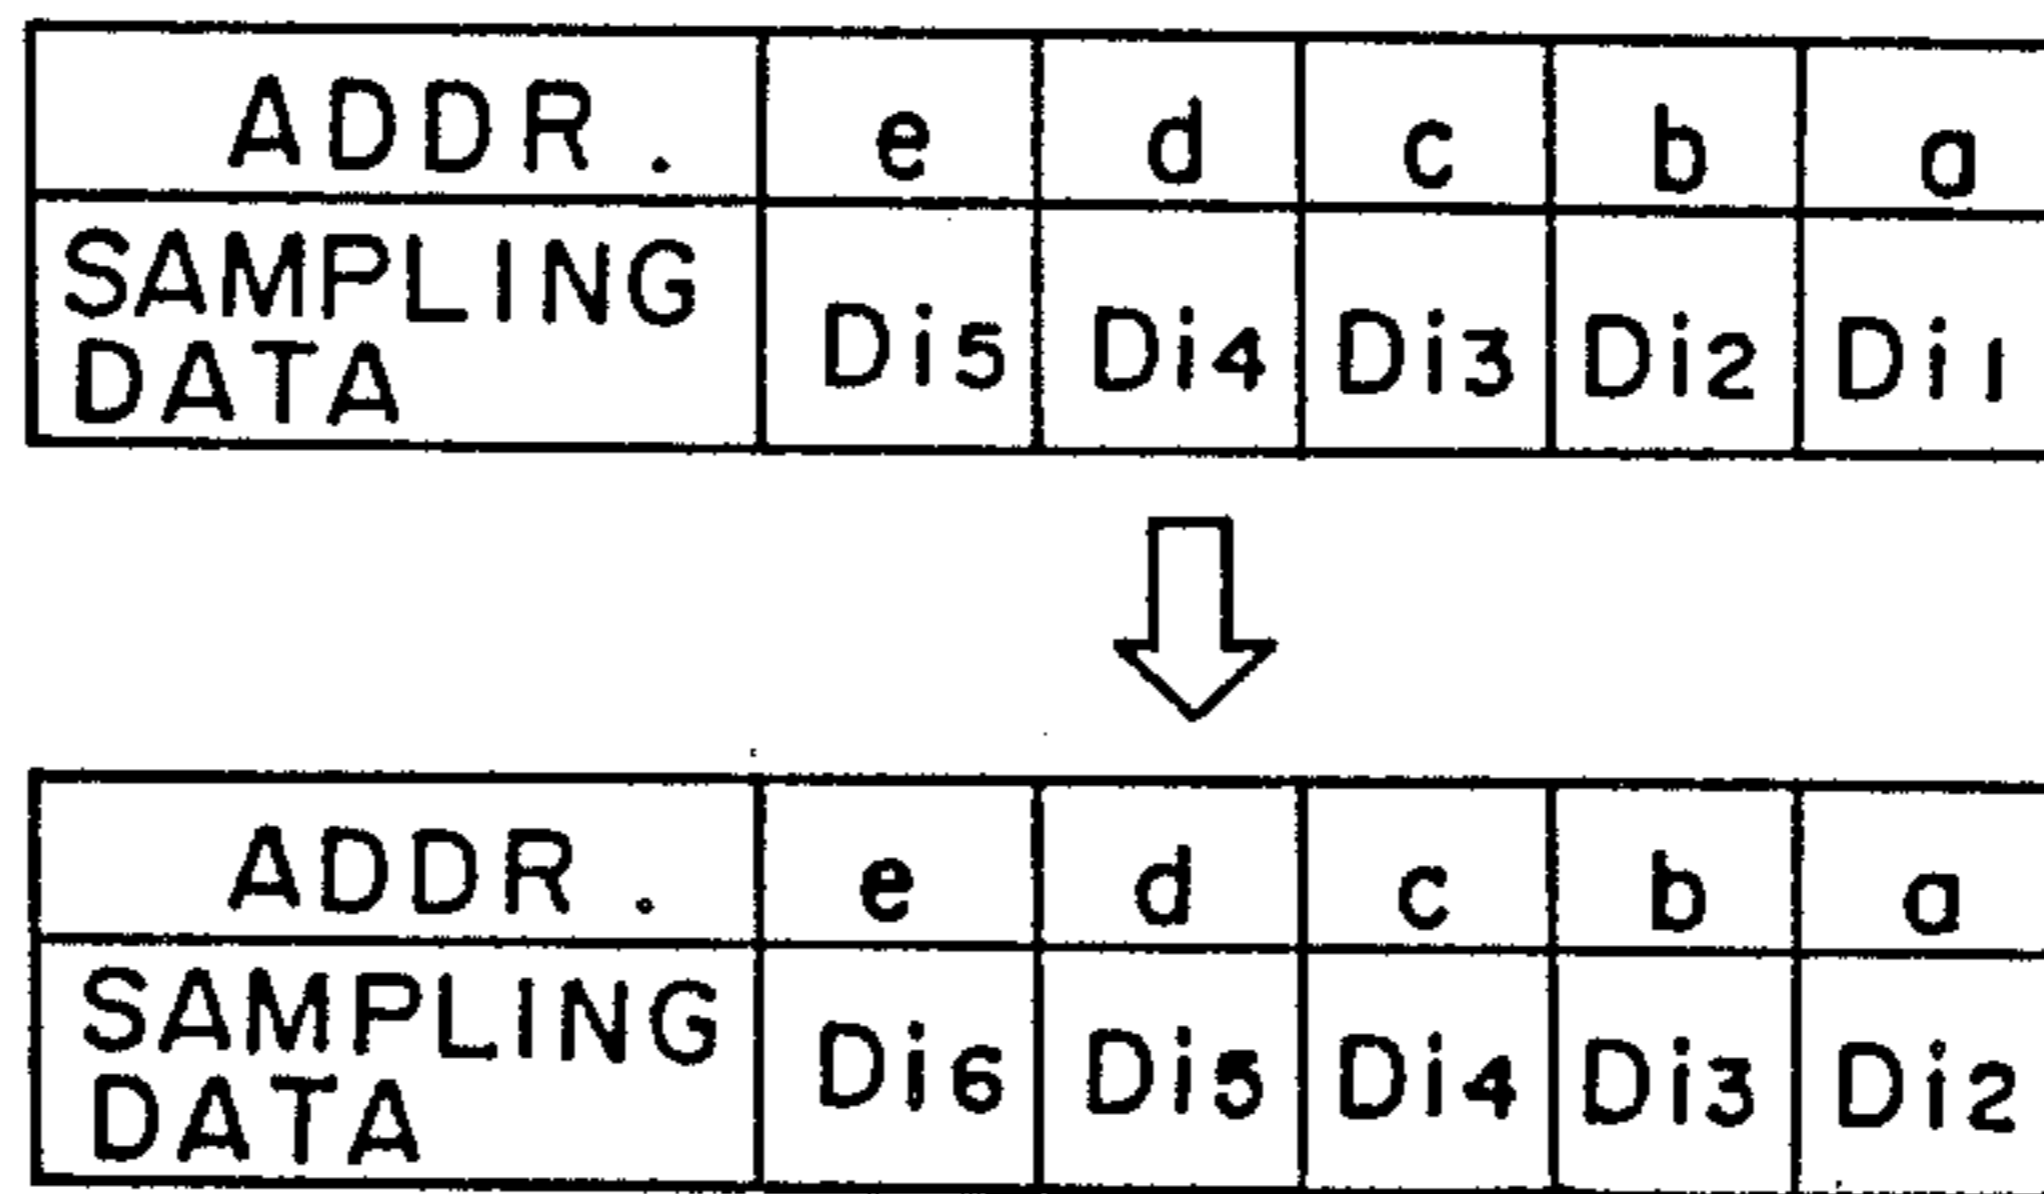 ADDR. e d c b a
SAMPLING
DATA Di5 Di4 Di3 Di2 Di1
ADDR. e d c b a
SAMPLING
DATA Di6 Di5 Di4 Di3 Di2